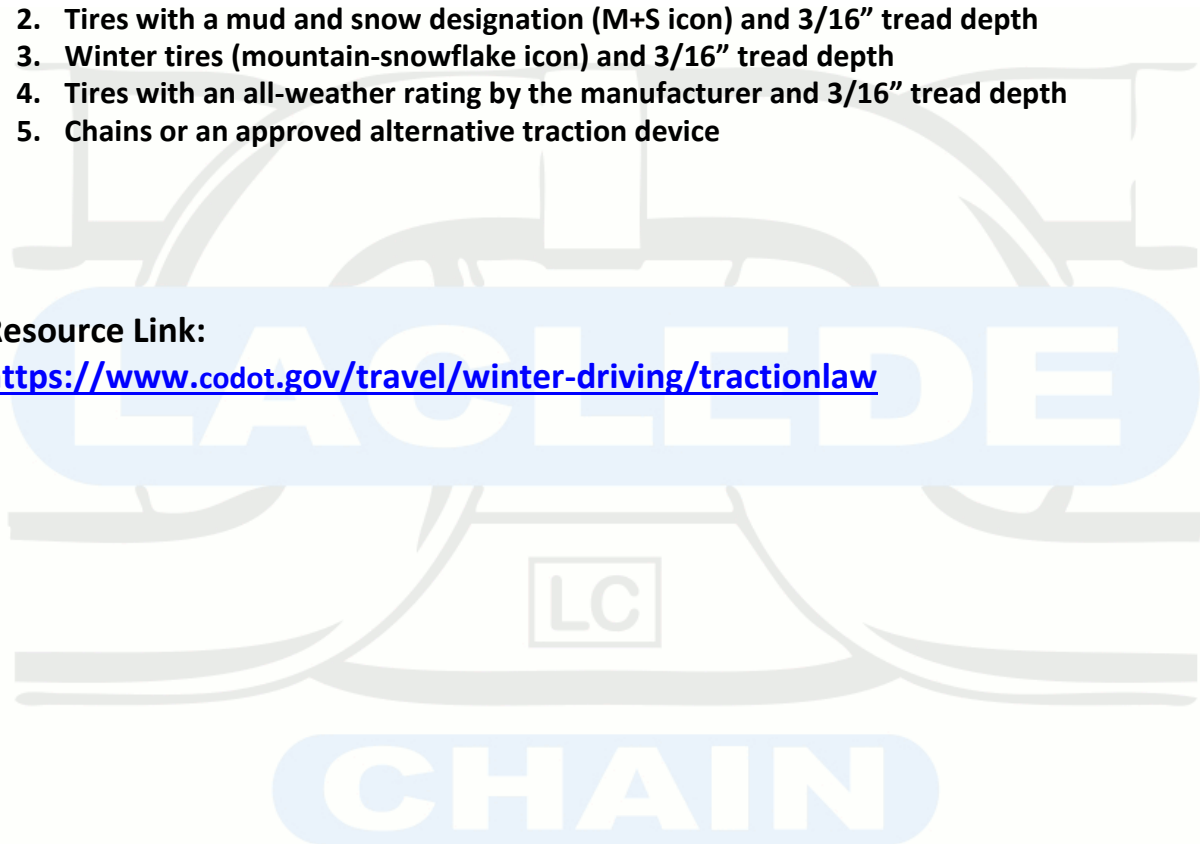 2. Tires with a mud and snow designation (M+S icon) and 3/16” tread depth
3. Winter tires (mountain-snowflake icon) and 3/16” tread depth
4. Tires with an all-weather rating by the manufacturer and 3/16” tread depth
5. Chains or an approved alternative traction device
esource Link:
ttps://www.codot.gov/travel/winter-driving/tractionlaw
LACLEDE
LC
CHAIN